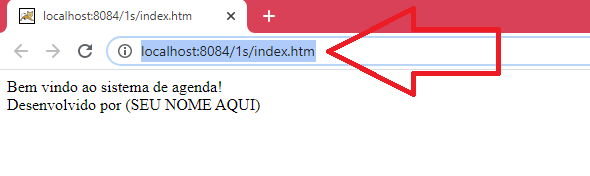 localhost:8084/1s/index.htm
localhost:8084/1s/index.htm
Bem vindo ao sistema de agenda!
Desenvolvido por (SEU NOME AQUI)